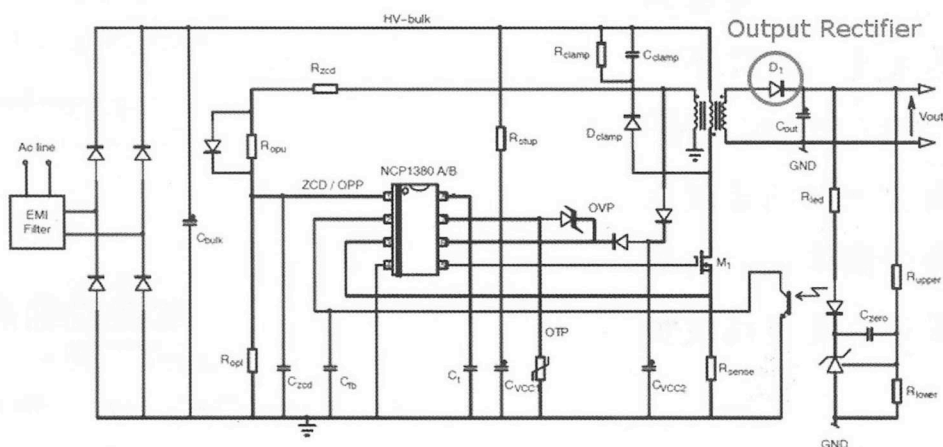 HV-bulk
Output Rectifier
Rclamp
Cclamp
D1
Rzcd
Dclamp
Cout
Vout
GND
Ropu
Rstup
Ac line
NCP1380 A/B
ZCD / OPP
OVP
Rled
EMI
Filter
Cbulk
M1
Rupper
Czero
OTP
Ropl
Czcd
Cfb
Ct
CVCC1
CVCC2
Rsense
Rlower
GND